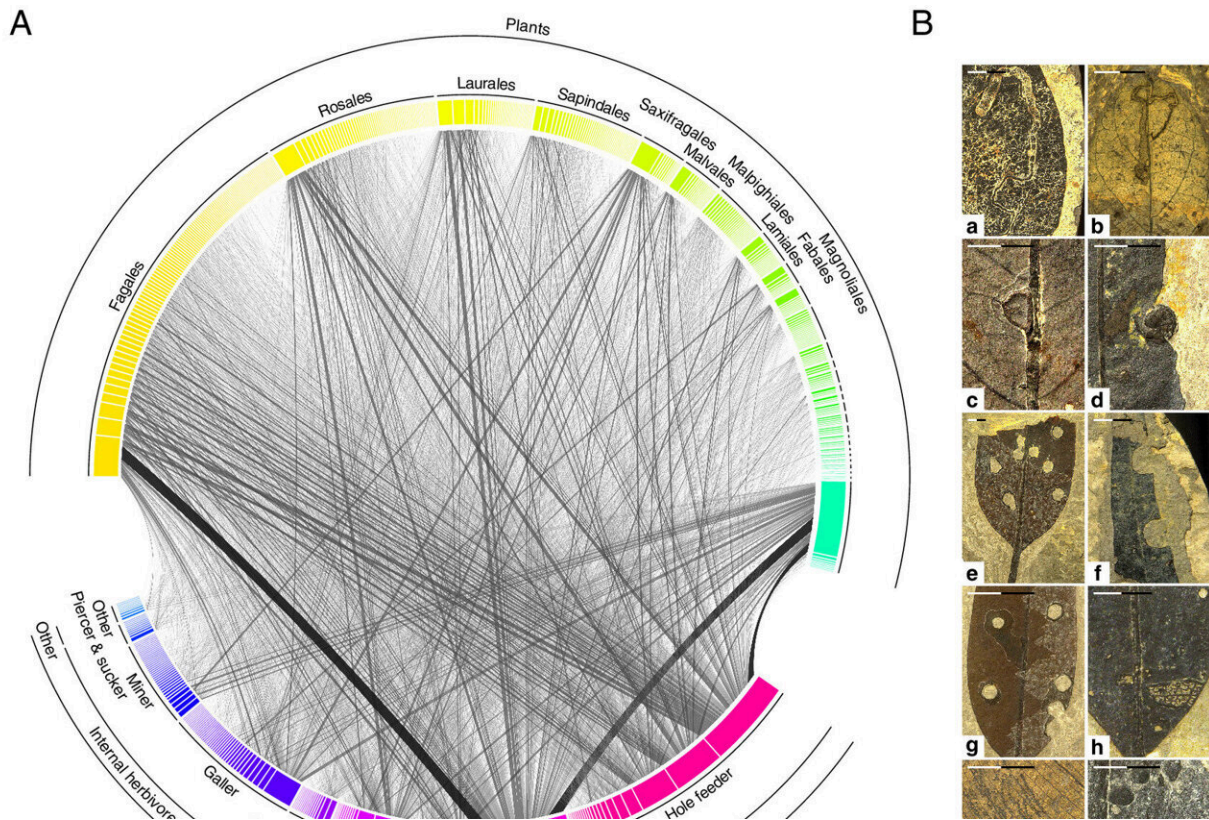 A
B
Plants
Fagales
Rosales
Laurales
Sapindales
Saxifragales
Malvales
Malpighiales
Lamiales
Fabales
Magnoliales
Other
Piercer & sucker
Miner
Galler
Hole feeder
Other
Internal herbivore
a
b
c
d
e
f
g
h